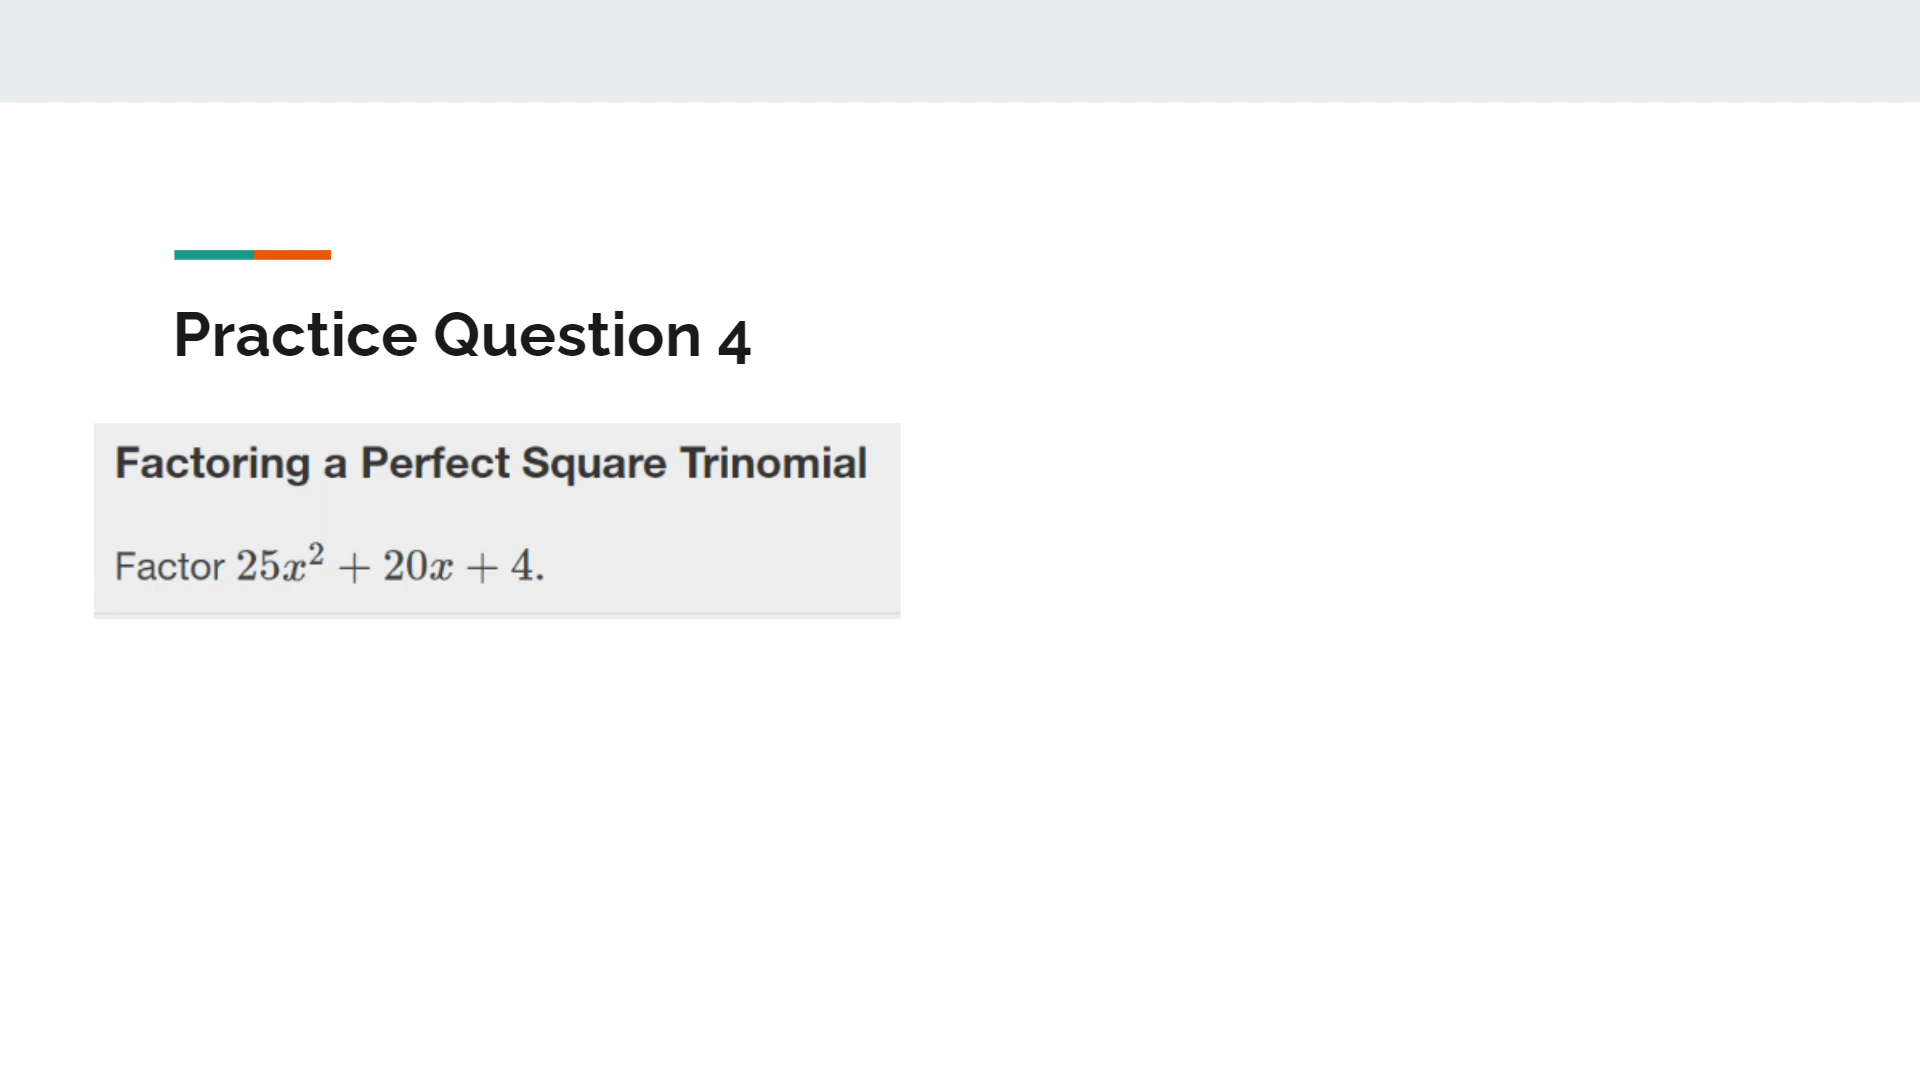 Practice Question 4
Factoring a Perfect Square Trinomial
Factor 25x² + 20x + 4.